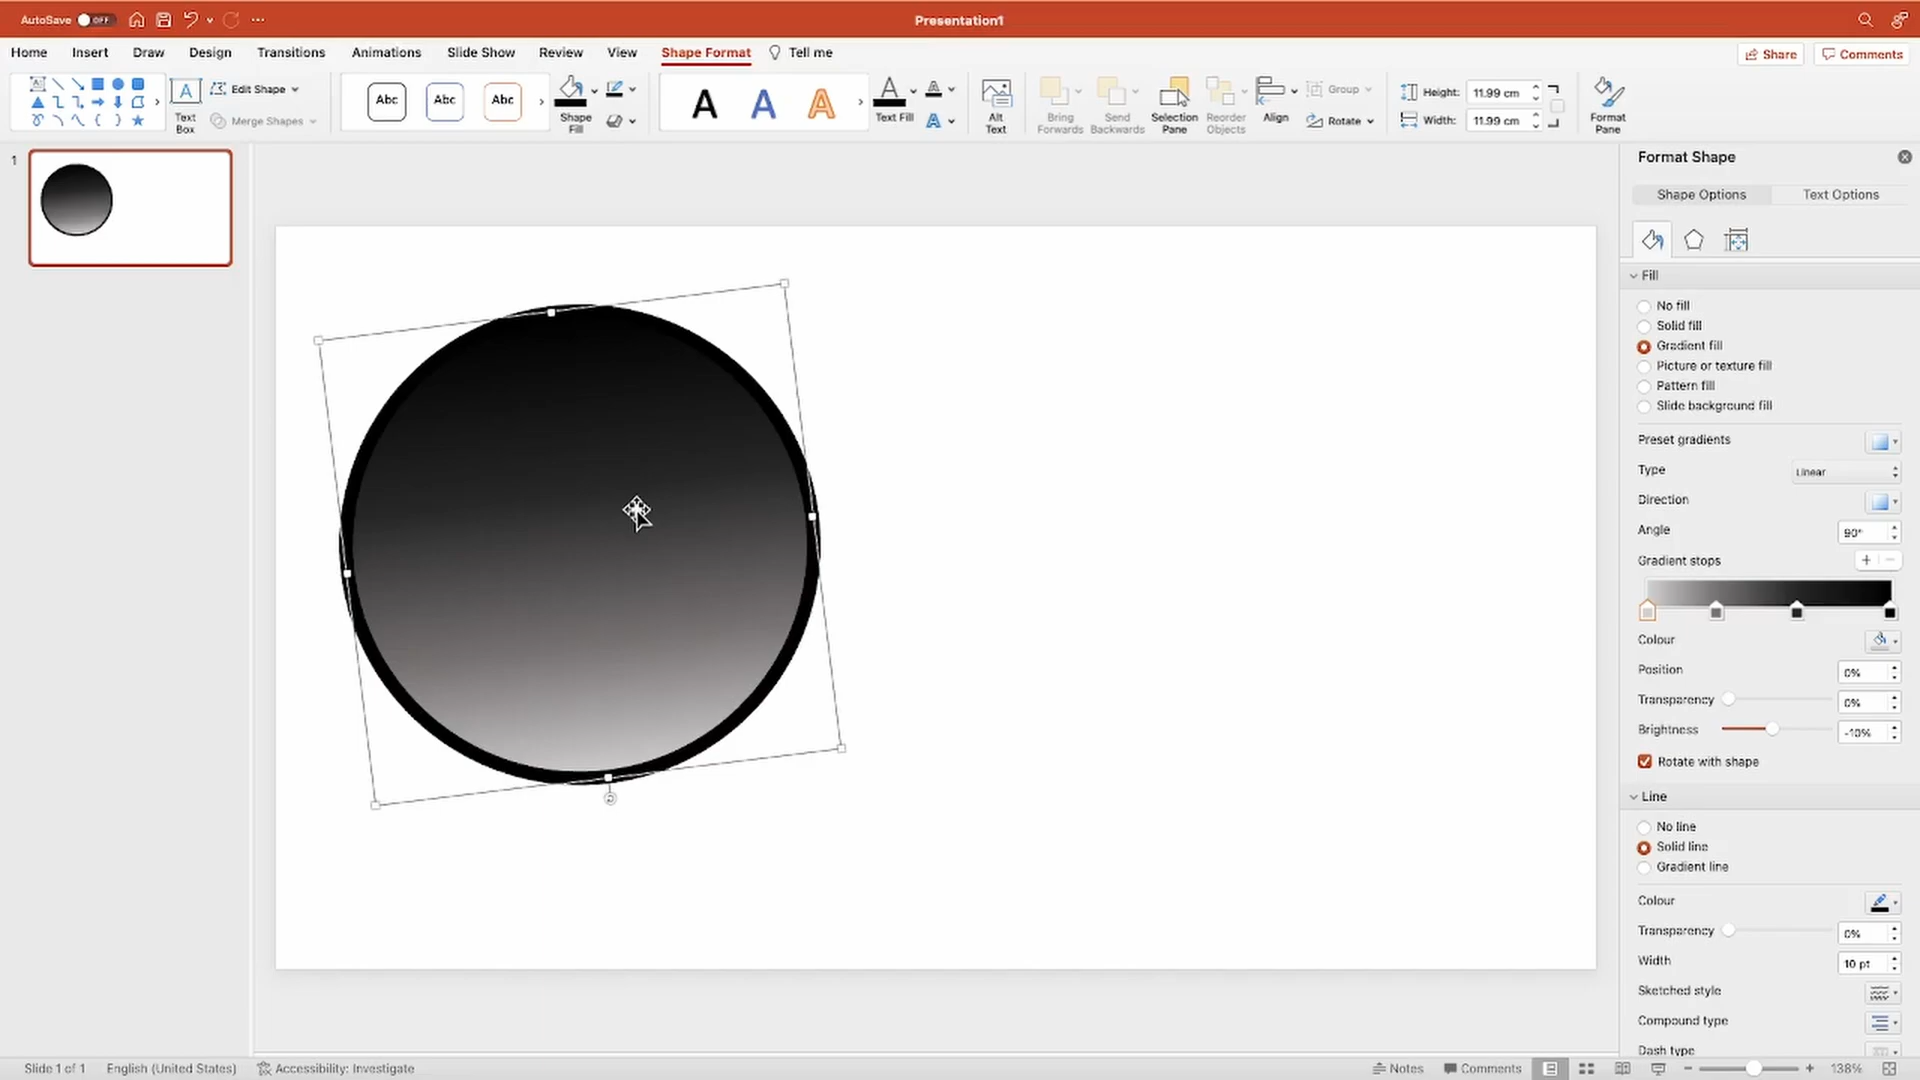 AutoSave OFF Presentation1
Home Insert Draw Design Transitions Animations Slide Show Review View Shape Format Tell me Share Comments
A Text Box
Edit Shape
Merge Shapes
Abc Abc Abc
Shape Fill
A A A
A Text Fill
A
A
Alt Text
Bring Forwards
Send Backwards
Selection Pane
Reorder Objects
Align
Group
Rotate
Height: 11.99 cm
Width: 11.99 cm
Format Pane
1
Format Shape
Shape Options Text Options
Fill
No fill
Solid fill
Gradient fill
Picture or texture fill
Pattern fill
Slide background fill
Preset gradients
Type Linear
Direction
Angle 90°
Gradient stops
Colour
Position 0%
Transparency 0%
Brightness -10%
Rotate with shape
Line
No line
Solid line
Gradient line
Colour
Transparency 0%
Width 10 pt
Sketched style
Compound type
Dash type
Slide 1 of 1 English (United States) Accessibility: Investigate Notes Comments 138%